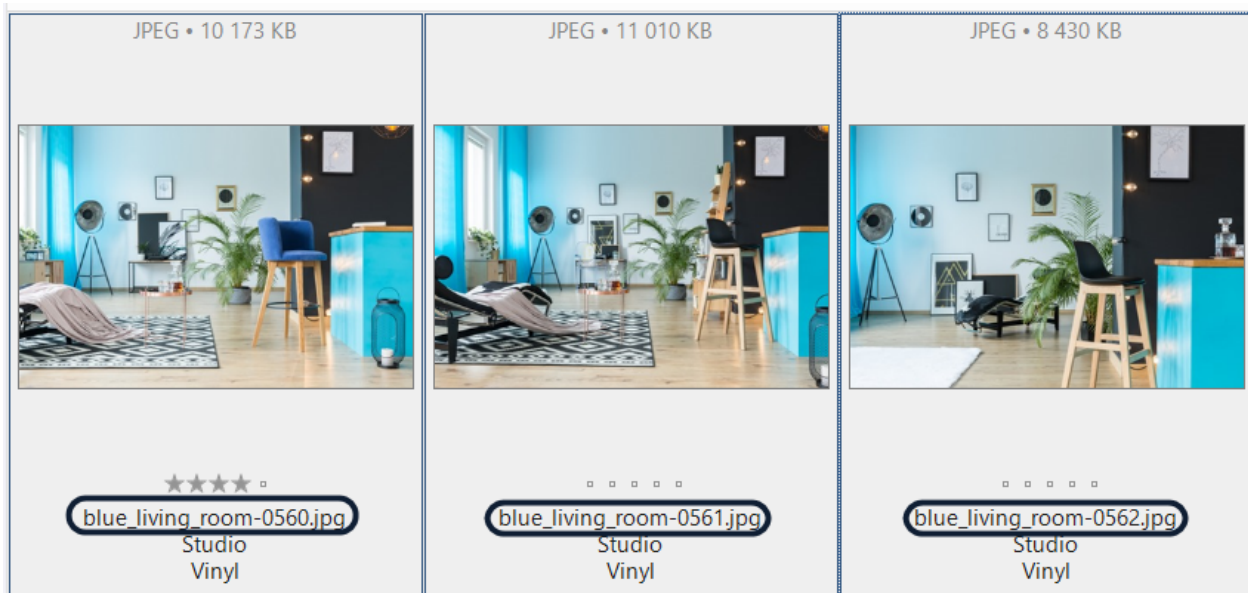 JPEG • 10 173 KB
JPEG • 11 010 KB
JPEG • 8 430 KB
blue_living_room-0560.jpg
blue_living_room-0561.jpg
blue_living_room-0562.jpg
Studio
Studio
Studio
Vinyl
Vinyl
Vinyl